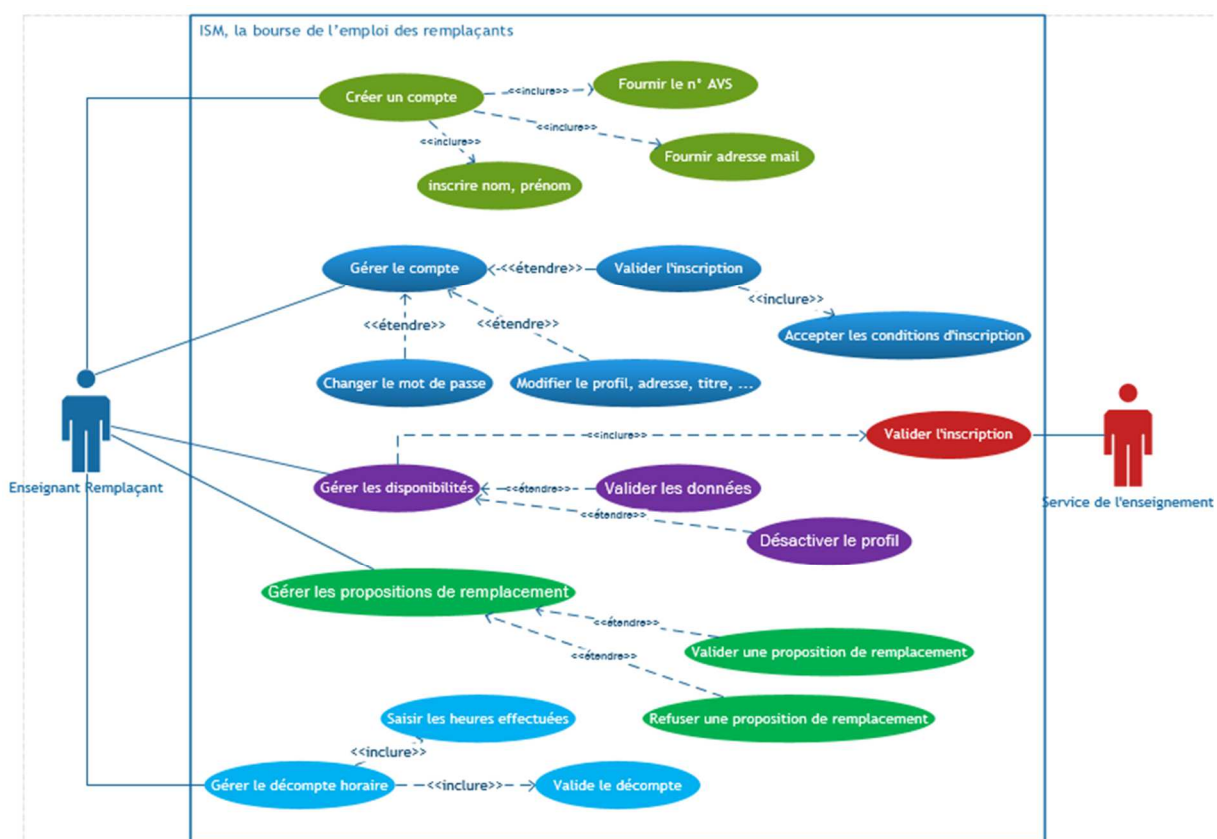 ISM, la bourse de l'emploi des remplaçants
Créer un compte
<<inclure>>
Fournir le n° AVS
<<inclure>>
<<inclure>>
Fournir adresse mail
inscrire nom, prénom
Gérer le compte
<<étendre>>
Valider l'inscription
<<inclure>>
<<étendre>>
<<étendre>>
Accepter les conditions d'inscription
Changer le mot de passe
Modifier le profil, adresse, titre, ...
<<inclure>>
Valider l'inscription
Enseignant Remplaçant
Gérer les disponibilités
<<étendre>>
Valider les données
Service de l'enseignement
<<étendre>>
Désactiver le profil
Gérer les propositions de remplacement
<<étendre>>
Valider une proposition de remplacement
<<étendre>>
Refuser une proposition de remplacement
Saisir les heures effectuées
<<inclure>>
Gérer le décompte horaire
<<inclure>>
Valide le décompte